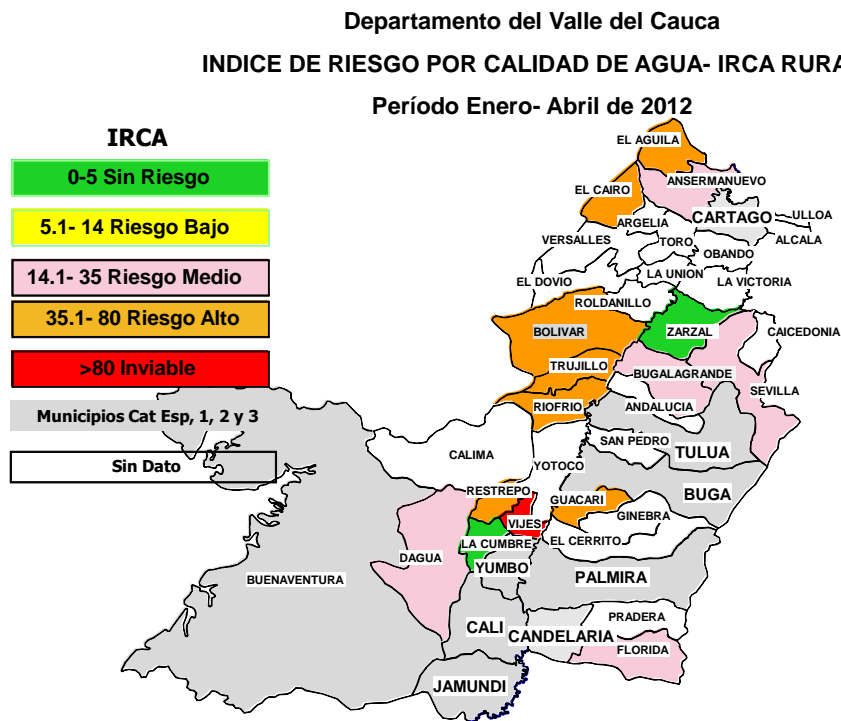 Departamento del Valle del Cauca
INDICE DE RIESGO POR CALIDAD DE AGUA- IRCA RURA
Período Enero- Abril de 2012
IRCA
0-5 Sin Riesgo
5.1- 14 Riesgo Bajo
14.1- 35 Riesgo Medio
35.1- 80 Riesgo Alto
>80 Inviable
Municipios Cat Esp, 1, 2 y 3
Sin Dato
EL AGUILA
ANSERMANUEVO
EL CAIRO
ARGELIA
CARTAGO
ULLOA
VERSALLES
TORO
ALCALA
OBANDO
EL DOVIO
LA UNION
LA VICTORIA
ROLDANILLO
BOLIVAR
ZARZAL
CAICEDONIA
TRUJILLO
BUGALAGRANDE
SEVILLA
RIOFRIO
ANDALUCIA
SAN PEDRO
TULUA
CALIMA
YOTOCO
RESTREPO
GUACARI
BUGA
VIJES
GINEBRA
LA CUMBRE
EL CERRITO
DAGUA
YUMBO
BUENAVENTURA
PALMIRA
PRADERA
CALI
CANDELARIA
FLORIDA
JAMUNDI